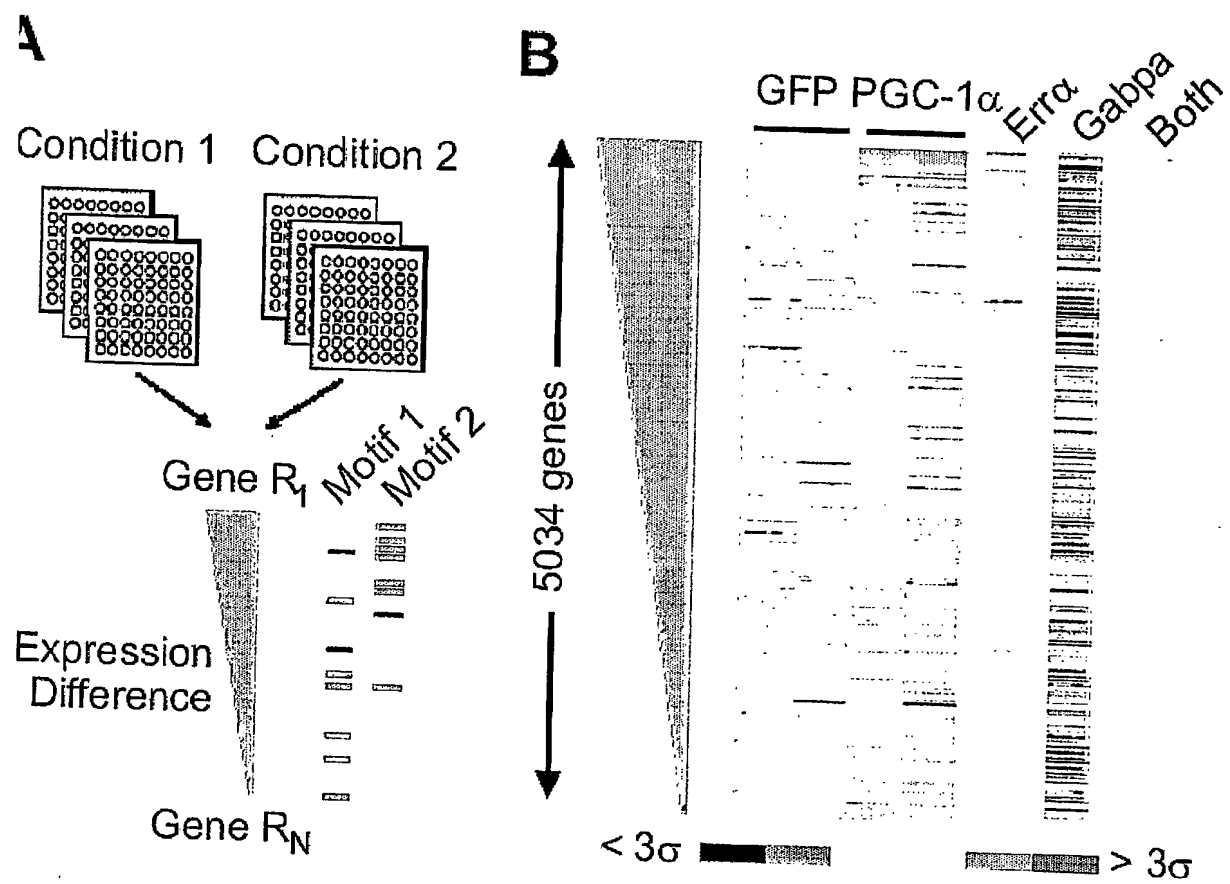 A
Condition 1
Condition 2
Gene R1
Motif 1
Motif 2
Expression
Difference
Gene RN
B
GFP
PGC-1α
Errα
Gabpa
Both
5034 genes
< 3σ
> 3σ